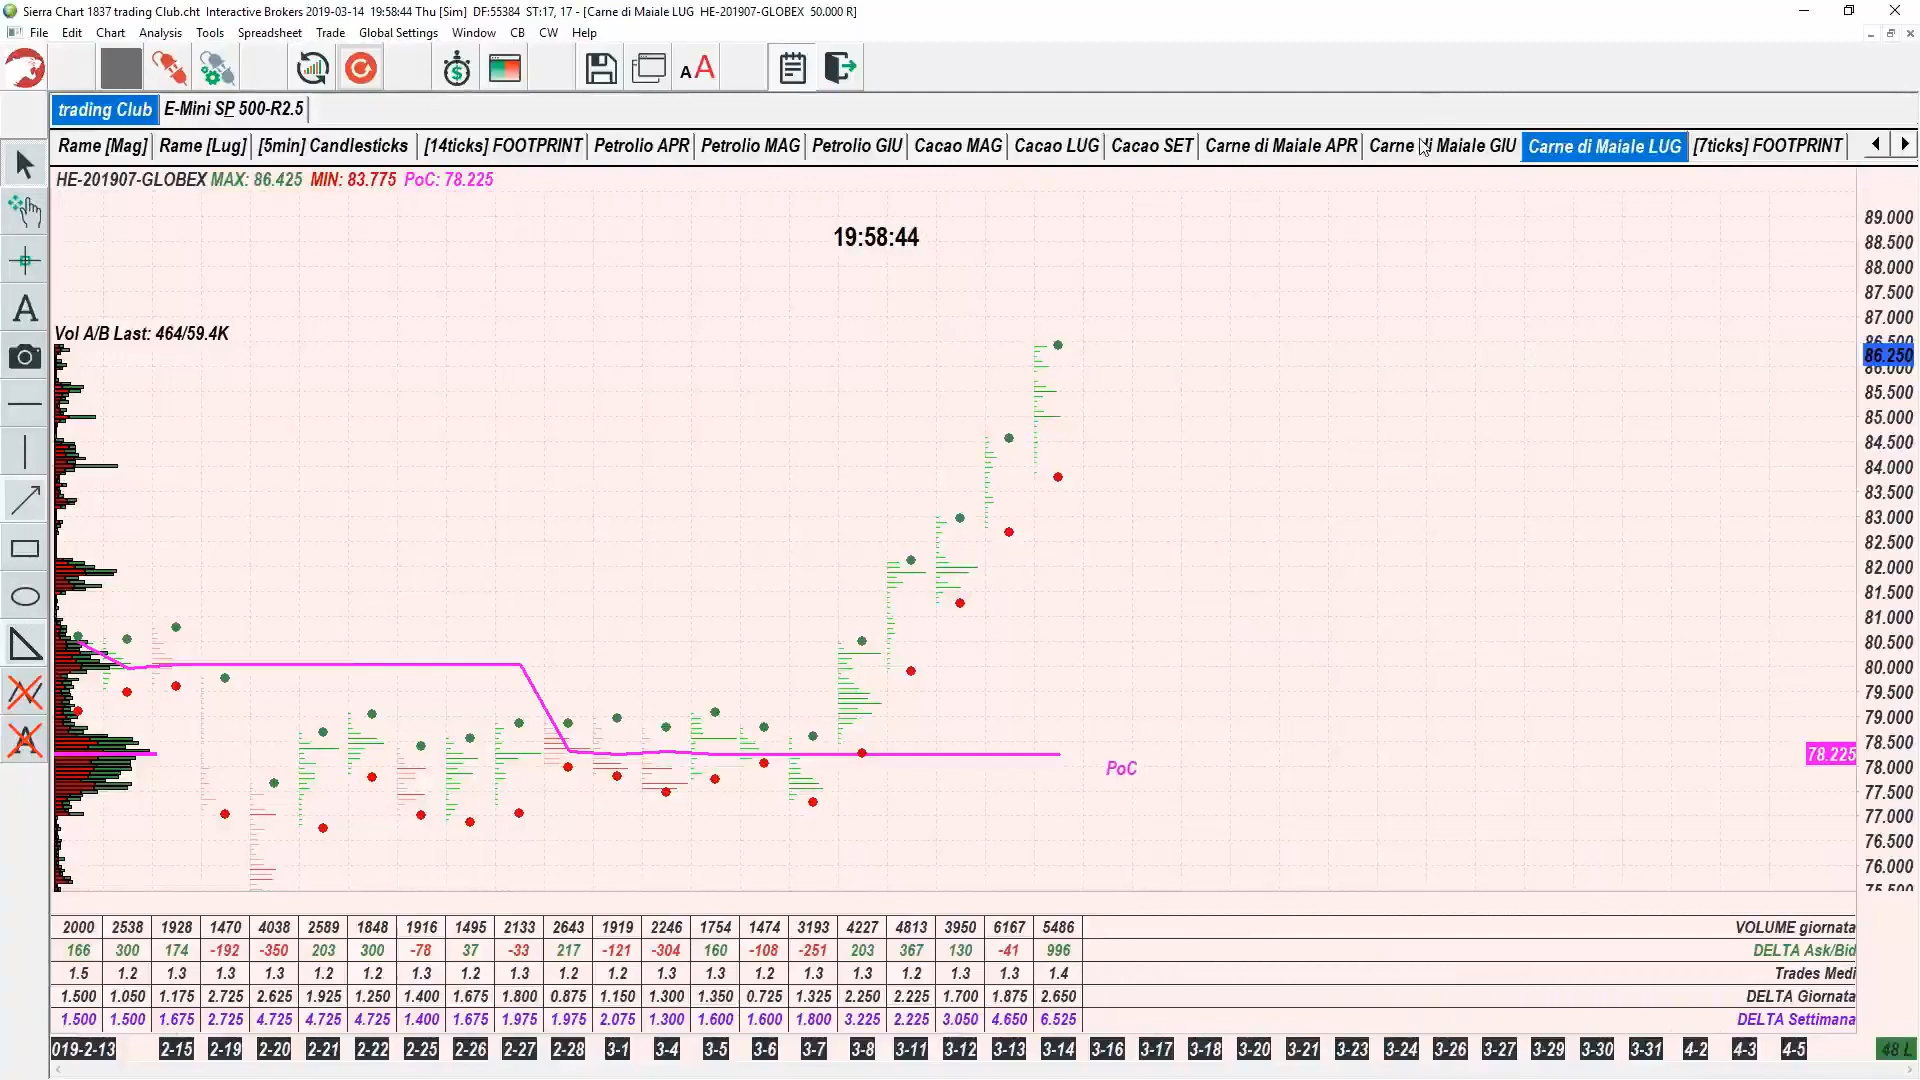 Sierra Chart 1837 trading Club.cht Interactive Brokers 2019-03-14 19:58:44 Thu [Sim] DF:55384 ST:17, 17 - [Carne di Maiale LUG HE-201907-GLOBEX 50.000 R]
File Edit Chart Analysis Tools Spreadsheet Trade Global Settings Window CB CW Help
A A
trading Club E-Mini SP 500-R2.5
Rame [Mag] Rame [Lug] [5min] Candlesticks [14ticks] FOOTPRINT Petrolio APR Petrolio MAG Petrolio GIU Cacao MAG Cacao LUG Cacao SET Carne di Maiale APR Carne di Maiale GIU Carne di Maiale LUG [7ticks] FOOTPRINT
HE-201907-GLOBEX MAX: 86.425 MIN: 83.775 PoC: 78.225
19:58:44
Vol A/B Last: 464/59.4K
A
89.000
88.500
88.000
87.500
87.000
86.500
86.250
86.000
85.500
85.000
84.500
84.000
83.500
83.000
82.500
82.000
81.500
81.000
80.500
80.000
79.500
79.000
78.500
78.225
PoC
78.000
77.500
77.000
76.500
76.000
75.500
2000 2538 1928 1470 4038 2589 1848 1916 1495 2133 2643 1919 2246 1754 1474 3193 4227 4813 3950 6167 5486 VOLUME giornata
166 300 174 -192 -350 203 300 -78 37 -33 217 -121 -304 160 -108 -251 203 367 130 -41 996 DELTA Ask/Bid
1.5 1.2 1.3 1.3 1.2 1.2 1.2 1.3 1.2 1.3 1.2 1.2 1.3 1.3 1.2 1.3 1.3 1.2 1.3 1.3 1.4 Trades Medi
1.500 1.050 1.175 2.725 2.625 1.925 1.250 1.400 1.675 1.800 0.875 1.150 1.300 1.350 0.725 1.325 2.250 2.225 1.700 1.875 2.650 DELTA Giornata
1.500 1.500 1.675 2.725 4.725 4.725 4.725 1.400 1.675 1.975 1.975 2.075 1.300 1.600 1.600 1.800 3.225 2.225 3.050 4.650 6.525 DELTA Settimana
019-2-13 2-15 2-19 2-20 2-21 2-22 2-25 2-26 2-27 2-28 3-1 3-4 3-5 3-6 3-7 3-8 3-11 3-12 3-13 3-14 3-16 3-17 3-18 3-20 3-21 3-23 3-24 3-26 3-27 3-29 3-30 3-31 4-2 4-3 4-5 48 L